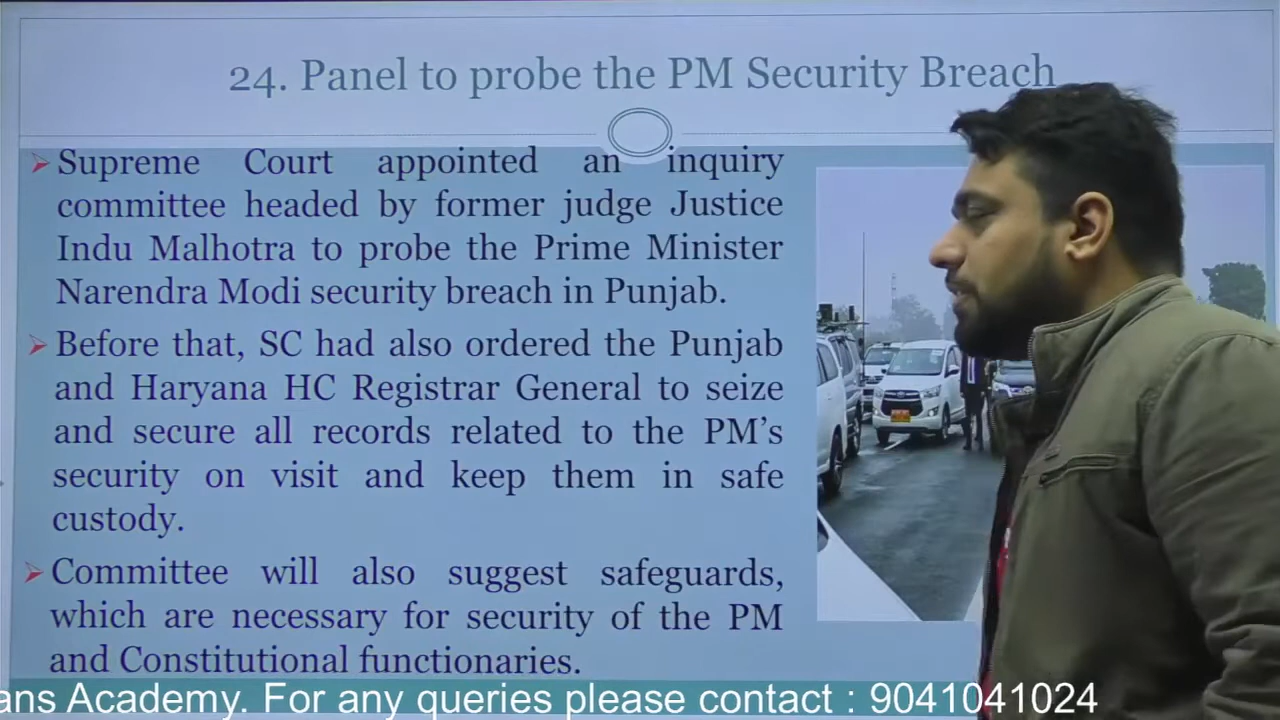 24. Panel to probe the PM Security Breach
Supreme Court appointed an inquiry
committee headed by former judge Justice
Indu Malhotra to probe the Prime Minister
Narendra Modi security breach in Punjab.
Before that, SC had also ordered the Punjab
and Haryana HC Registrar General to seize
and secure all records related to the PM's
security on visit and keep them in safe
custody.
Committee will also suggest safeguards,
which are necessary for security of the PM
and Constitutional functionaries.
ans Academy. For any queries please contact : 9041041024